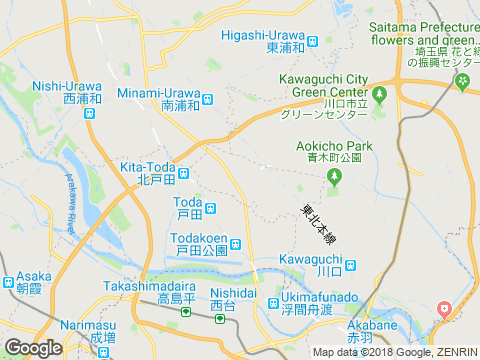 Higashi-Urawa
東浦和
Saitama Prefecture
flowers and green...
埼玉県 花と緑
の振興センター
Nishi-Urawa
西浦和
Minami-Urawa
南浦和
Kawaguchi City
Green Center
川口市立
グリーンセンター
Kita-Toda
北戸田
Aokicho Park
青木町公園
Arakawa River
Toda
戸田
東北本線
Todakoen
戸田公園
Kawaguchi
川口
Asaka
朝霞
Takashimadaira
高島平
Nishidai
西台
Ukimafunado
浮間舟渡
Narimasu
成増
Akabane
赤羽
Google
Map data ©2018 Google, ZENRIN